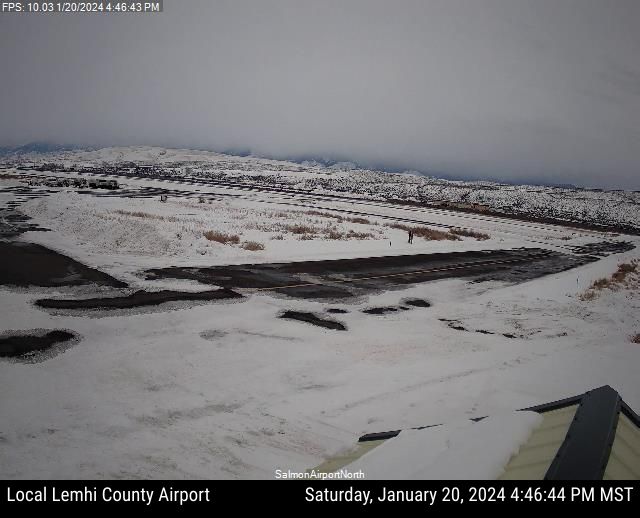 FPS: 10.03 1/20/2024 4:46:43 PM
SalmonAirportNorth
Local Lemhi County Airport
Saturday, January 20, 2024 4:46:44 PM MST